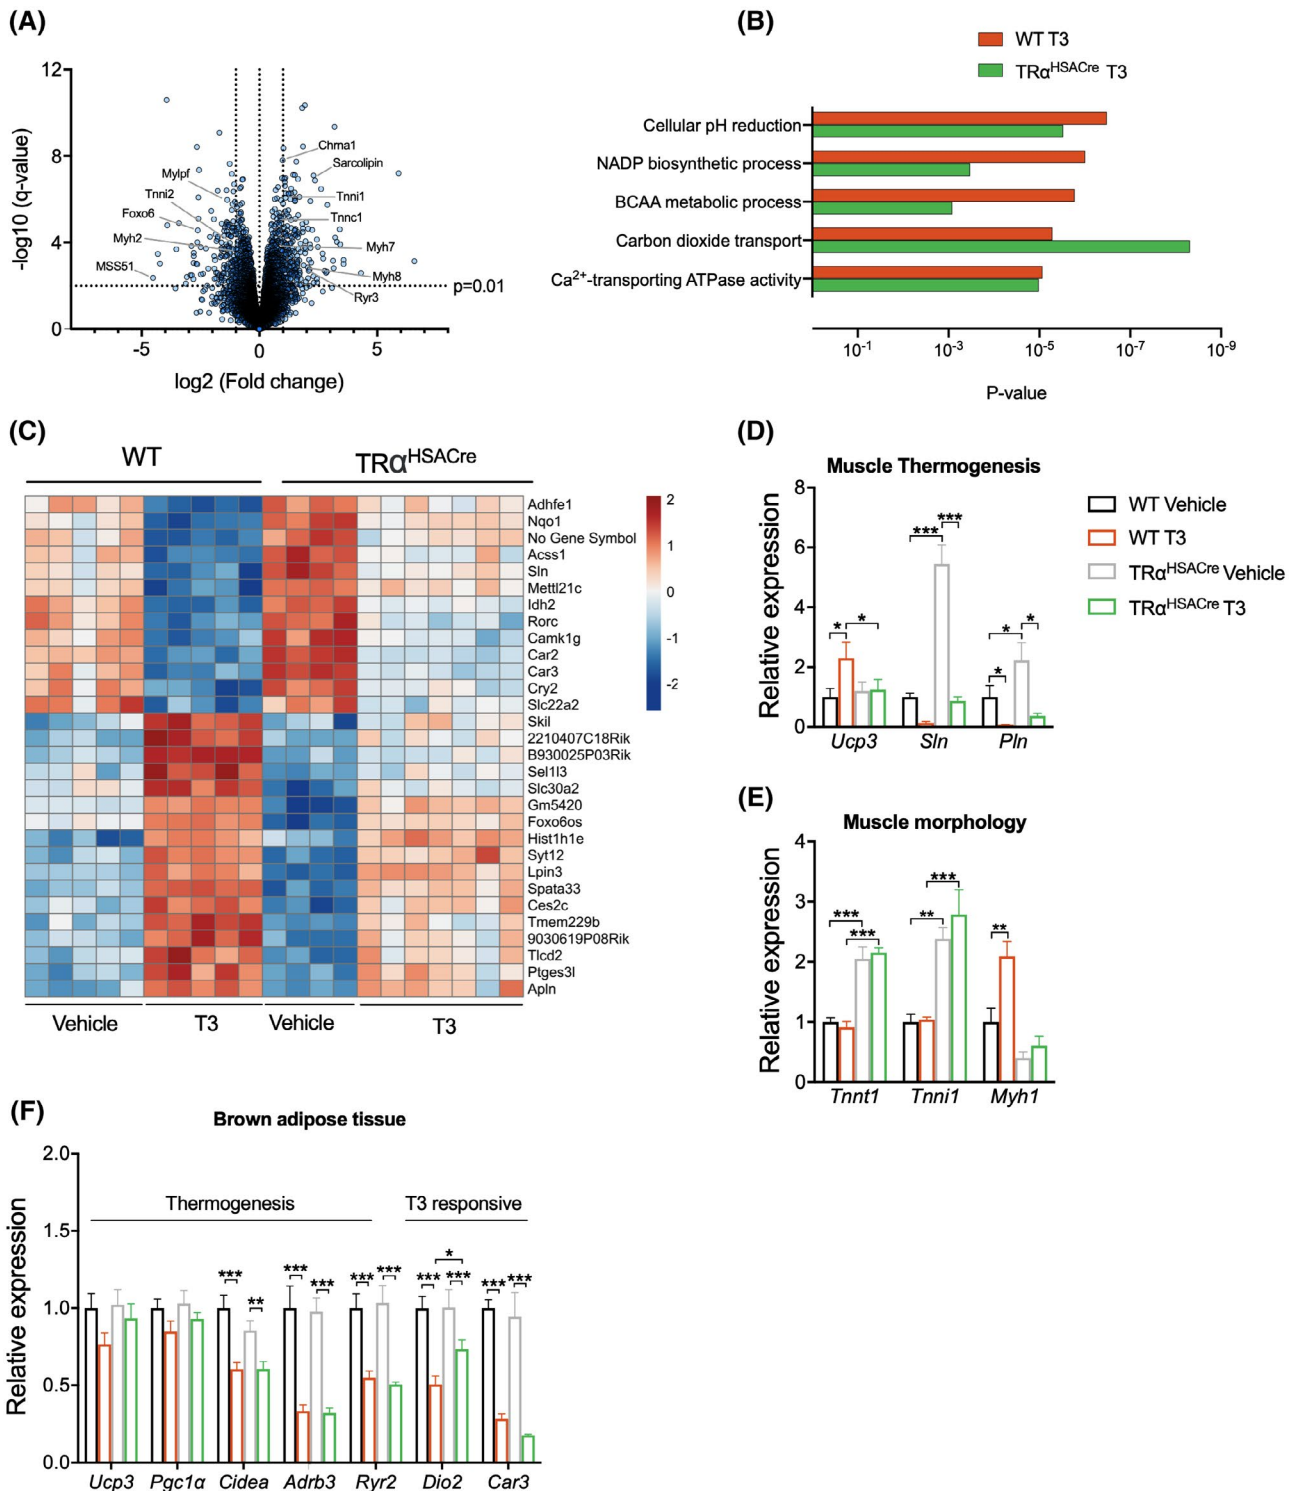 (A)
12
8
4
0
-log10 (q-value)
Chrna1
Sarcolipin
Mylpf
Tnni2
Tnni1
Foxo6
Tnnc1
Myh2
Myh7
MSS51
Myh8
Ryr3
p=0.01
-5
0
5
log2 (Fold change)
(B)
WT T3
TRα^HSACre T3
Cellular pH reduction
NADP biosynthetic process
BCAA metabolic process
Carbon dioxide transport
Ca²⁺-transporting ATPase activity
10⁻¹ 10⁻³ 10⁻⁵ 10⁻⁷ 10⁻⁹
P-value
(C)
WT
TRα^HSACre
Adhfe1
Nqo1
No Gene Symbol
Acss1
Sln
Mettl21c
Idh2
Rorc
Camk1g
Car2
Car3
Cry2
Slc22a2
Skil
2210407C18Rik
B930025P03Rik
Sel1l3
Slc30a2
Gm5420
Foxo6os
Hist1h1e
Syt12
Lpin3
Spata33
Ces2c
Tmem229b
9030619P08Rik
Tlcd2
Ptges3l
Apln
2
1
0
-1
-2
Vehicle
T3
Vehicle
T3
(D)
Muscle Thermogenesis
Relative expression
8
6
4
2
0
* *
*** ***
* * *
Ucp3 Sln Pln
WT Vehicle
WT T3
TRα^HSACre Vehicle
TRα^HSACre T3
(E)
Muscle morphology
Relative expression
4
3
2
1
0
*** ***
** ***
**
Tnnt1 Tnni1 Myh1
(F)
Brown adipose tissue
Relative expression
2.0
1.5
1.0
0.5
0.0
Thermogenesis
T3 responsive
*** **
*** ***
*** ***
*** *** *
*** ***
Ucp3 Pgc1α Cidea Adrb3 Ryr2 Dio2 Car3